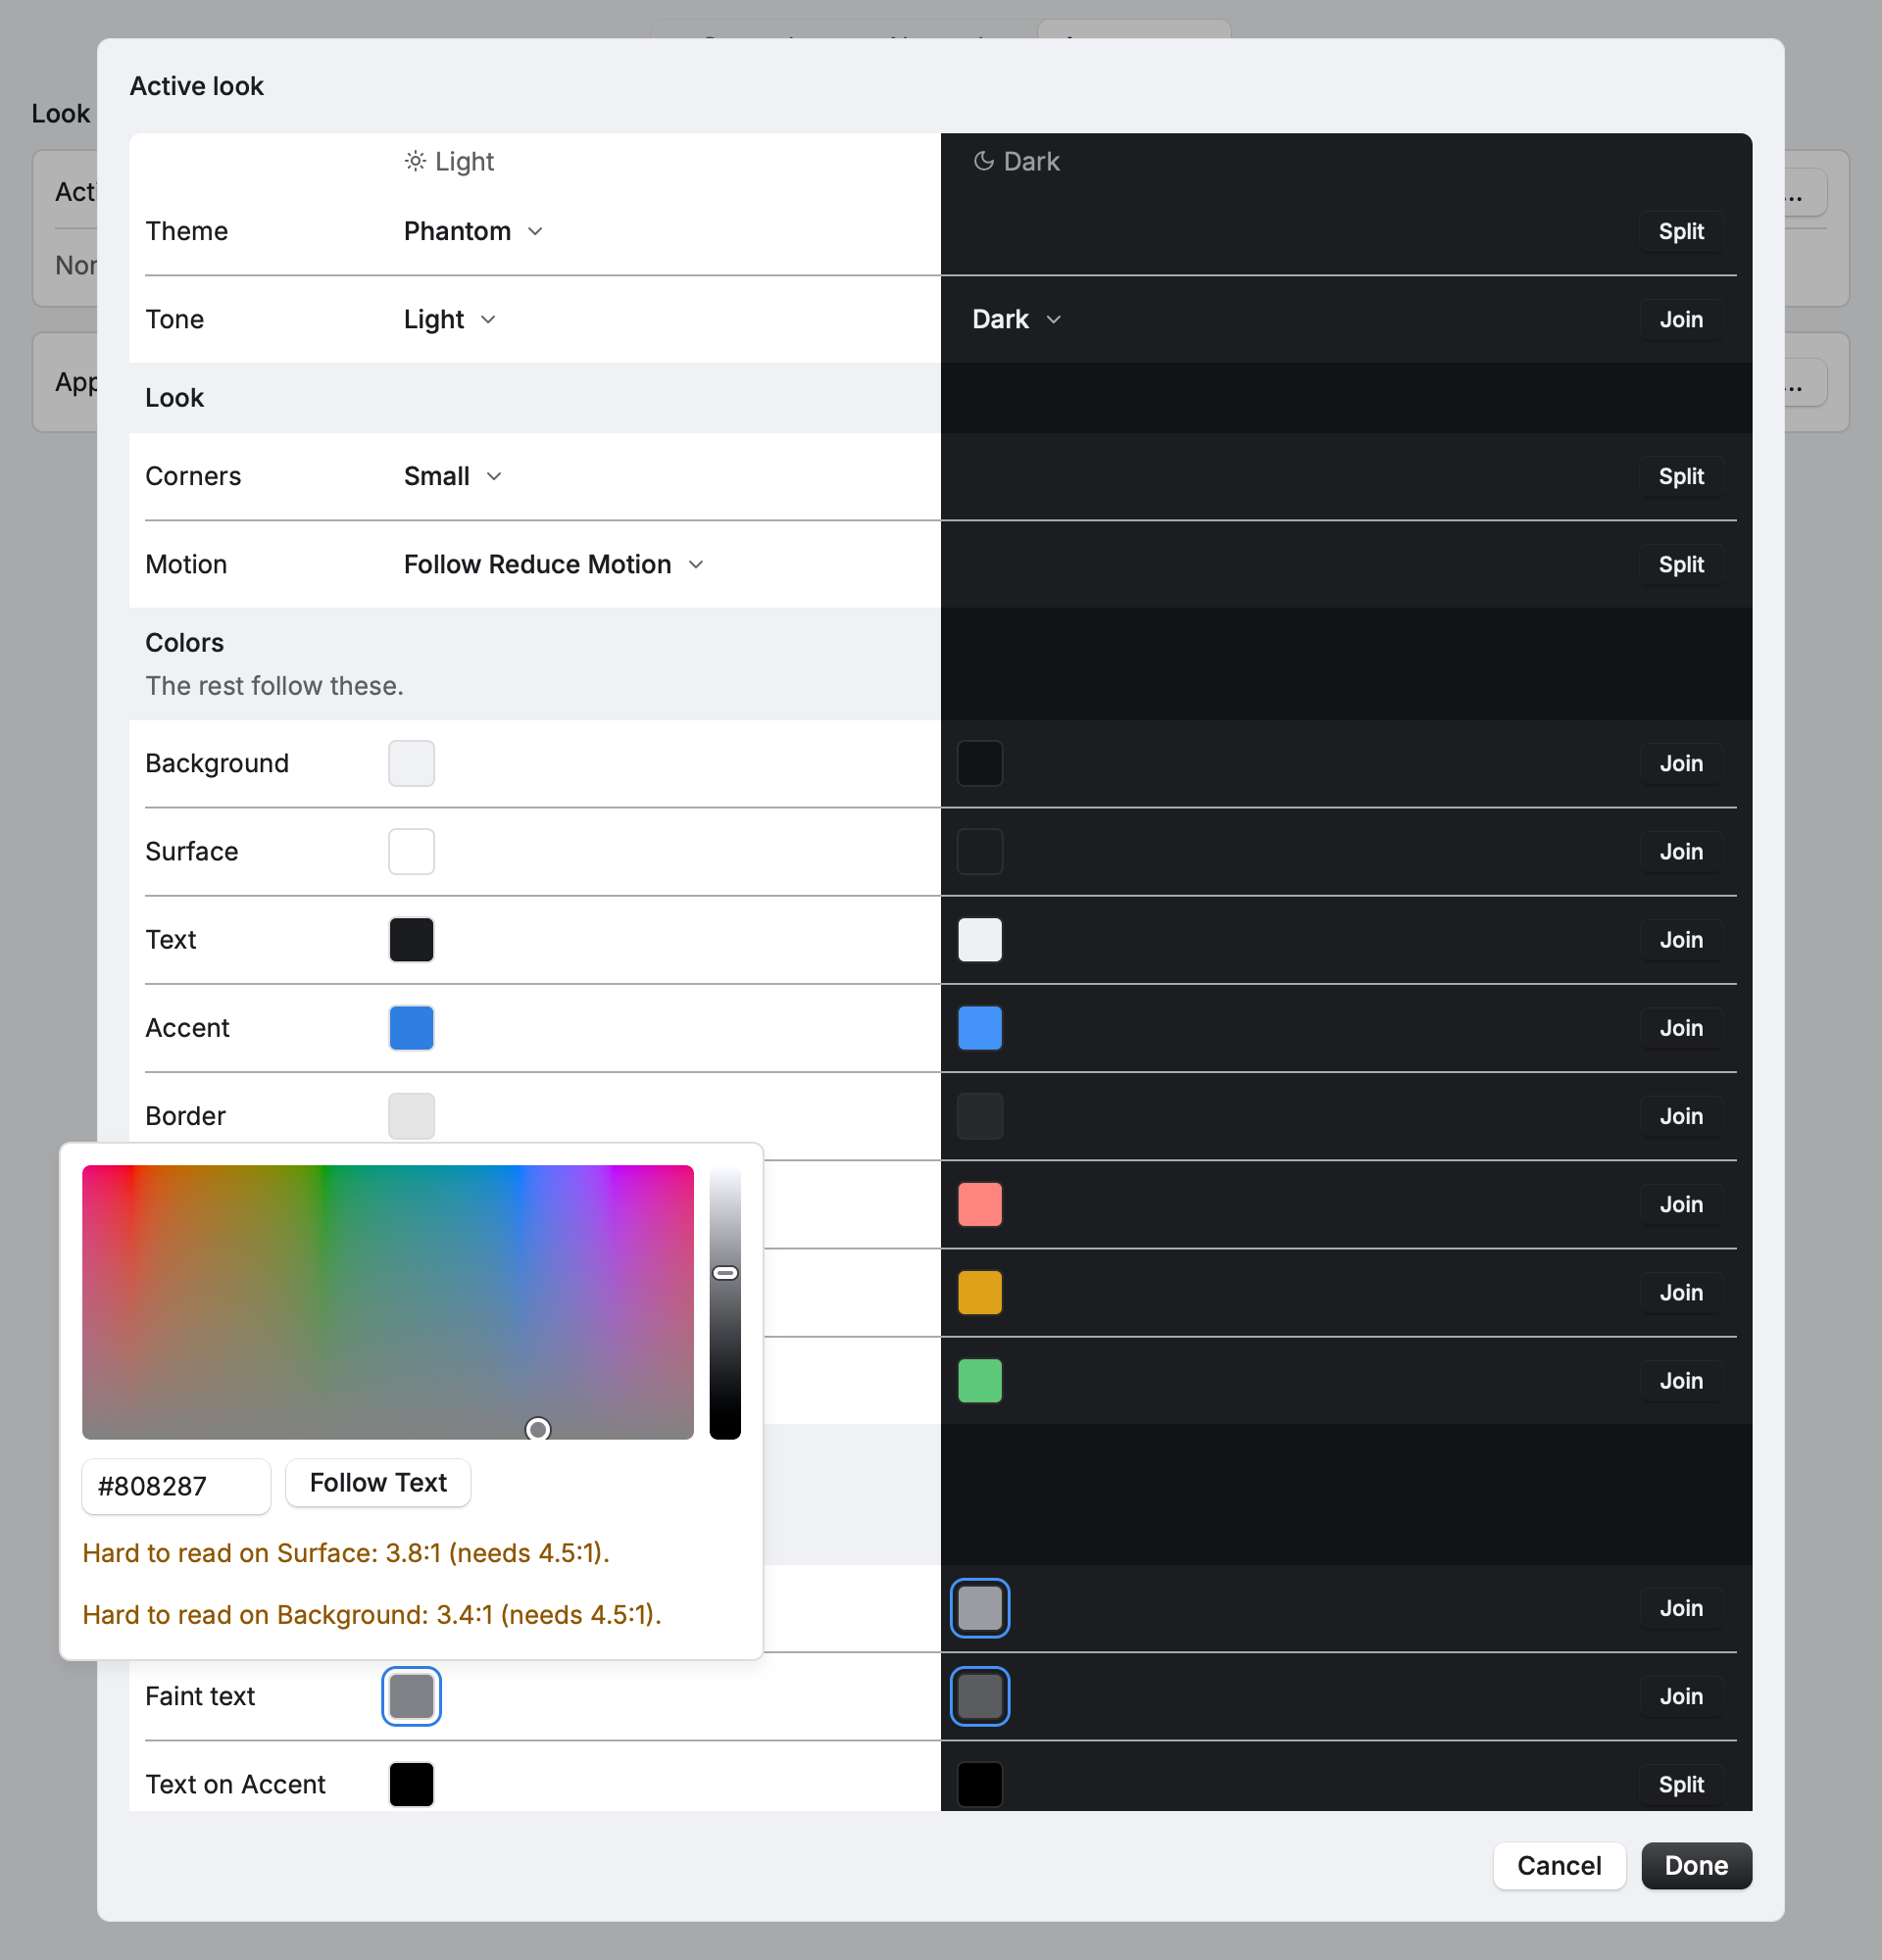 Active look
Look
Light
Dark
Theme
Phantom
Split
Tone
Light
Dark
Join
Look
Corners
Small
Split
Motion
Follow Reduce Motion
Split
Colors
The rest follow these.
Background
Join
Surface
Join
Text
Join
Accent
Join
Border
Join
Join
Join
Join
#808287
Follow Text
Hard to read on Surface: 3.8:1 (needs 4.5:1).
Hard to read on Background: 3.4:1 (needs 4.5:1).
Join
Faint text
Join
Text on Accent
Split
Cancel
Done